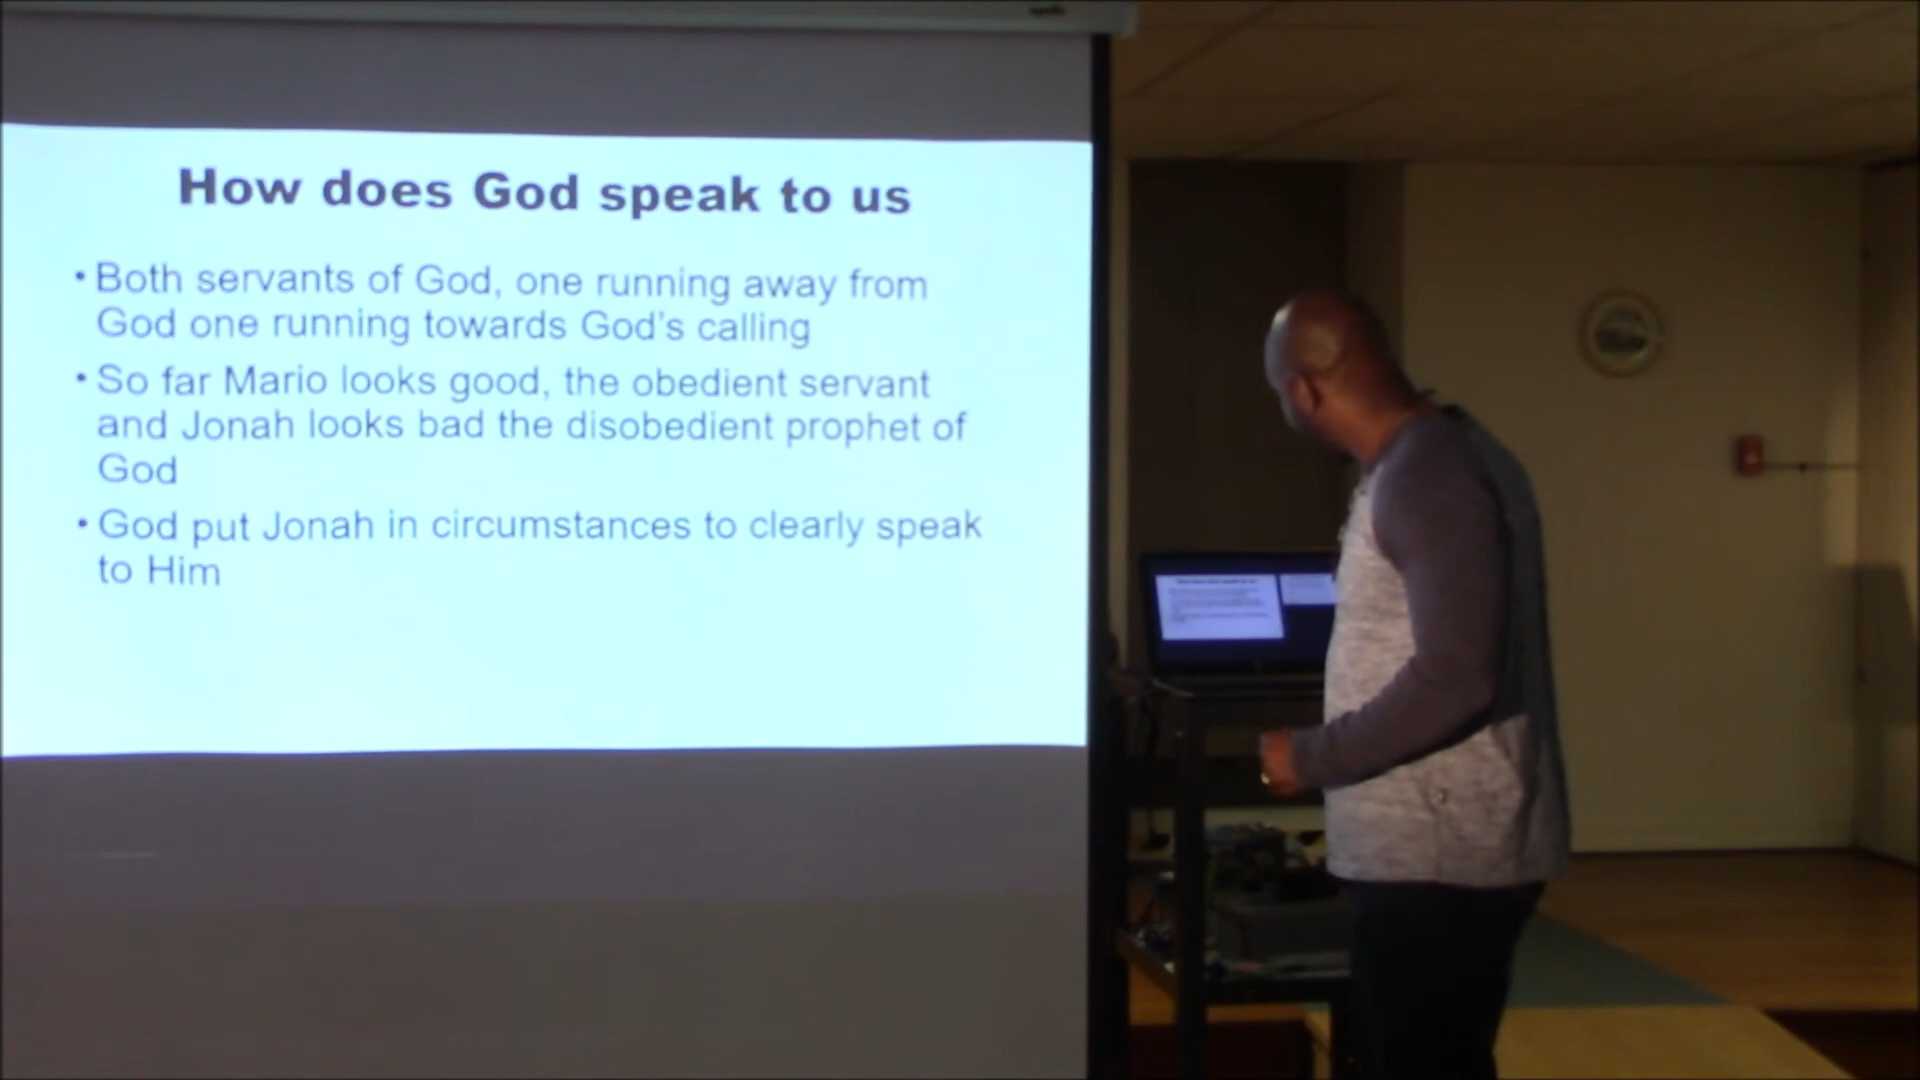 How does God speak to us
• Both servants of God, one running away from
God one running towards God's calling
• So far Mario looks good, the obedient servant
and Jonah looks bad the disobedient prophet of
God
• God put Jonah in circumstances to clearly speak
to Him